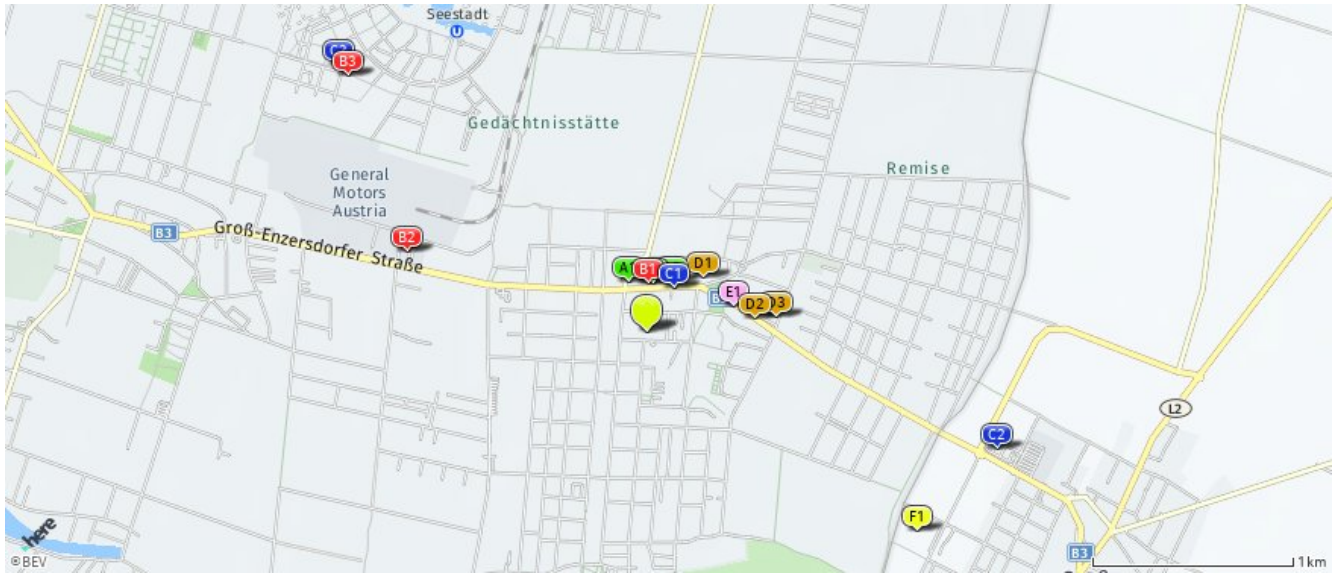 Seestadt
U
C3
B3
Gedächtnisstätte
Remise
General
Motors
Austria
B3
Groß-Enzersdorfer Straße
B2
A
B1
C1
D1
E1
D2
D3
L2
C2
F1
here
©BEV
B3
1km